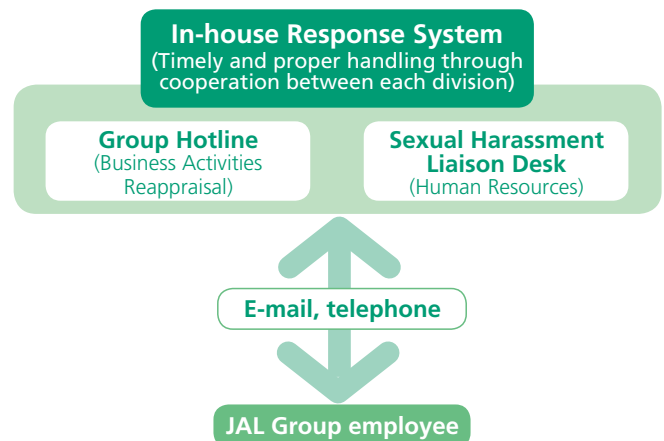 In-house Response System
(Timely and proper handling through
cooperation between each division)
Group Hotline
(Business Activities
Reappraisal)
Sexual Harassment
Liaison Desk
(Human Resources)
E-mail, telephone
JAL Group employee